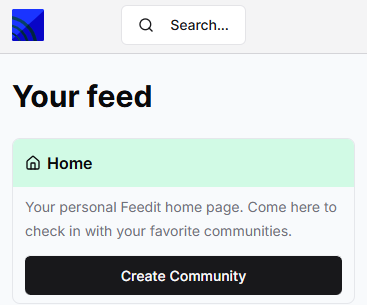 Search...
Your feed
Home
Your personal Feedit home page. Come here to
check in with your favorite communities.
Create Community